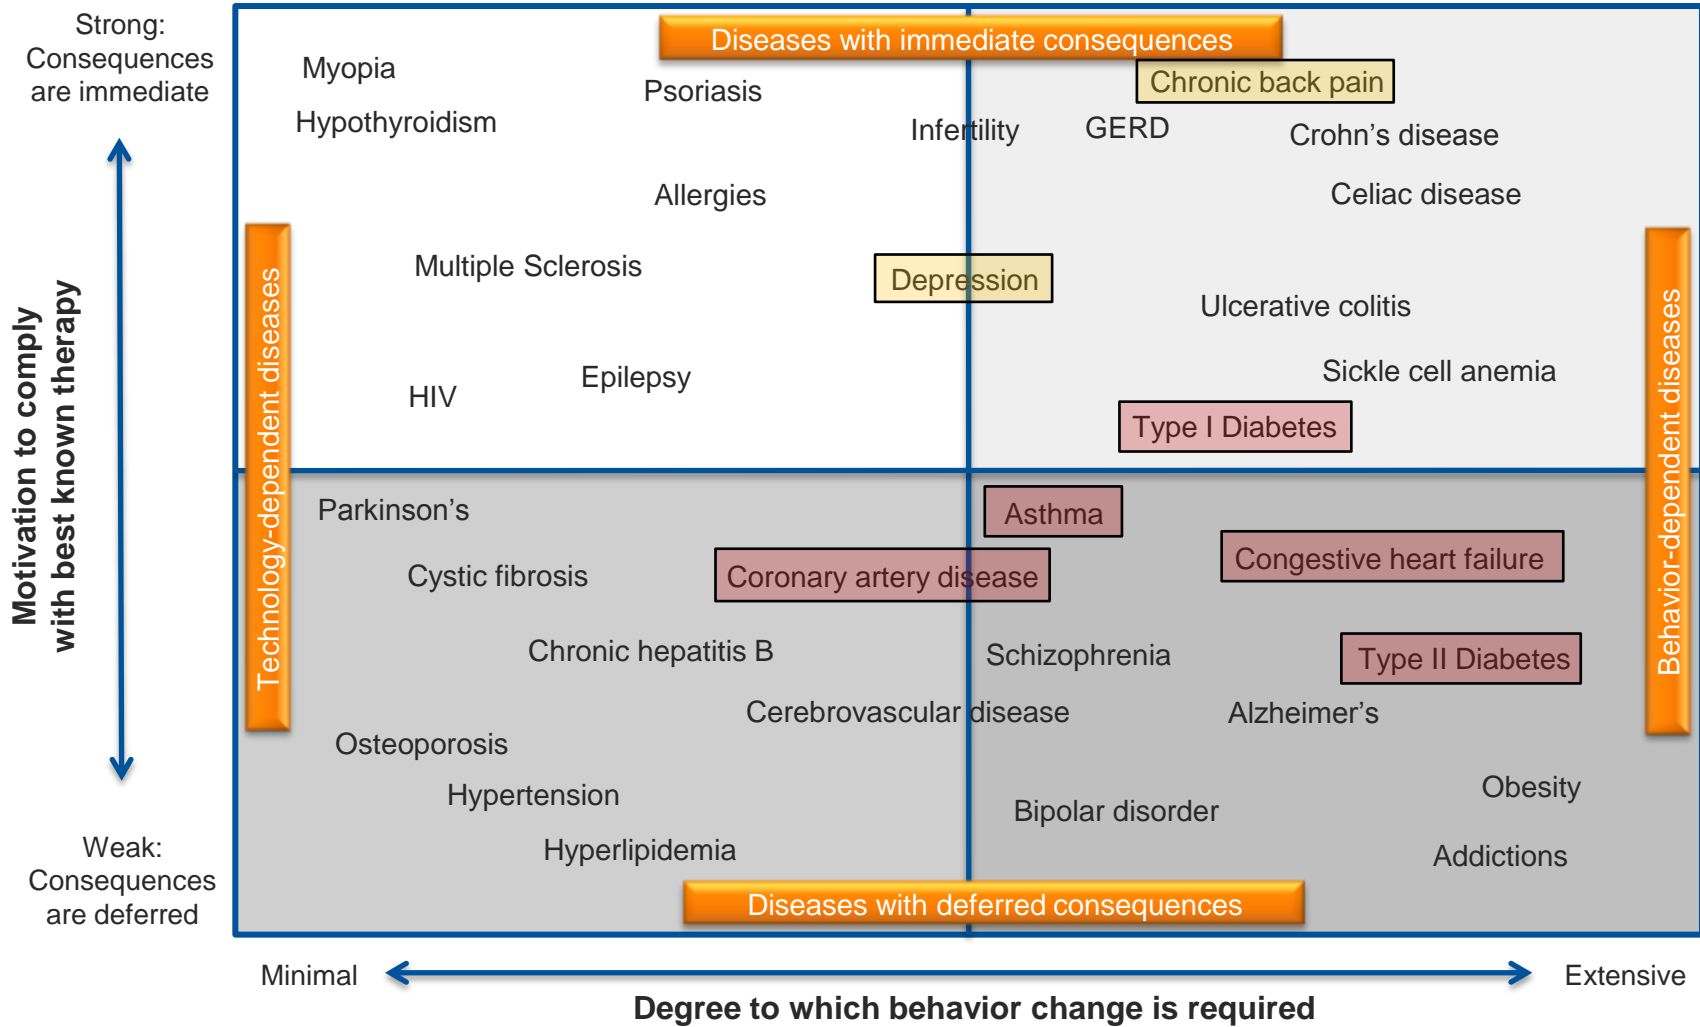 Strong:
Consequences
are immediate
Diseases with immediate consequences
Myopia
Psoriasis
Chronic back pain
Hypothyroidism
Infertility
GERD
Crohn’s disease
Allergies
Celiac disease
Multiple Sclerosis
Depression
Ulcerative colitis
HIV
Epilepsy
Sickle cell anemia
Type I Diabetes
Motivation to comply
with best known therapy
Technology-dependent diseases
Behavior-dependent diseases
Parkinson’s
Asthma
Cystic fibrosis
Coronary artery disease
Congestive heart failure
Chronic hepatitis B
Schizophrenia
Type II Diabetes
Cerebrovascular disease
Alzheimer’s
Osteoporosis
Hypertension
Bipolar disorder
Obesity
Hyperlipidemia
Addictions
Weak:
Consequences
are deferred
Diseases with deferred consequences
Minimal
Extensive
Degree to which behavior change is required